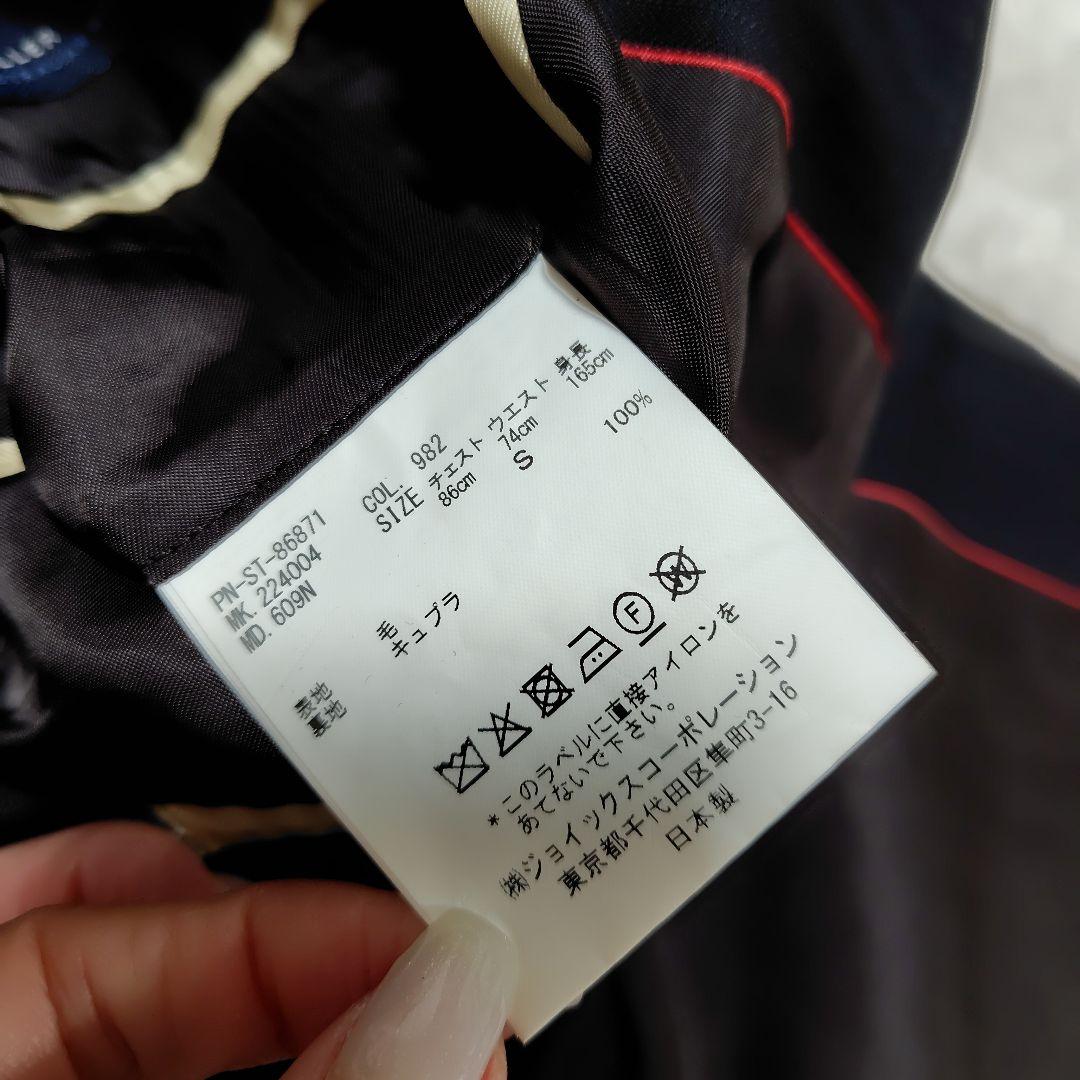 PN-ST-86871
MK. 224004
MD. 609N
COL. 982
SIZE チェスト ウエスト 身長
86cm 74cm 165cm
S
表地 毛 100%
裏地 キュプラ
F
W
*このラベルに直接アイロンを
あてないで下さい。
㈱ジョイックスコーポレーション
東京都千代田区隼町3-16
日本製